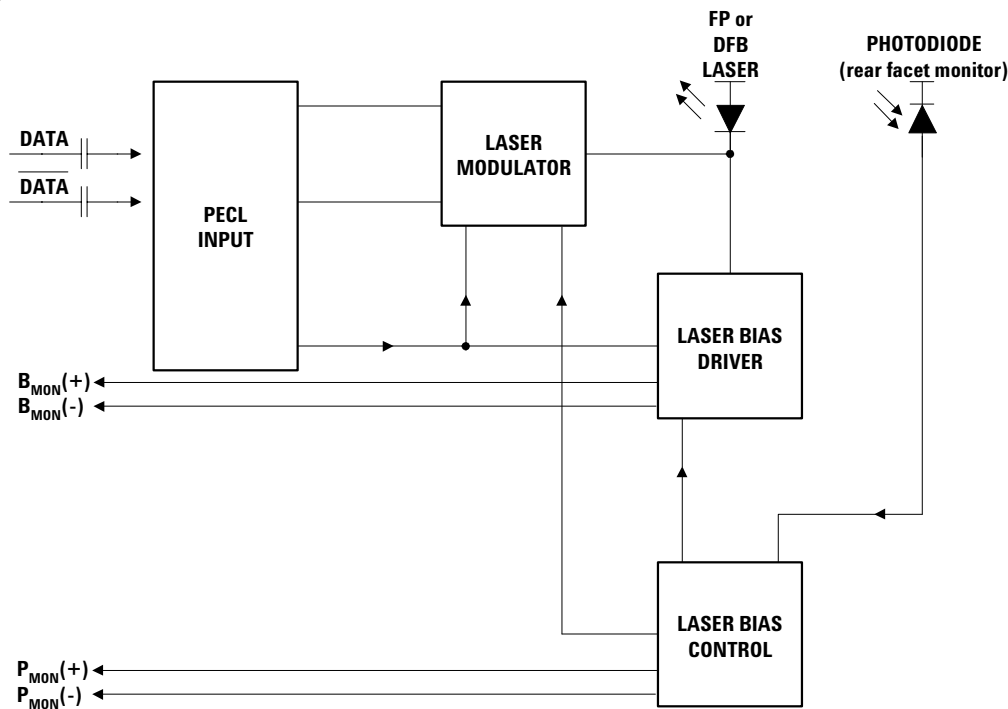 FP or
DFB
LASER
PHOTODIODE
(rear facet monitor)
DATA
DATA
PECL
INPUT
LASER
MODULATOR
LASER BIAS
DRIVER
BMON(+)
BMON(-)
LASER BIAS
CONTROL
PMON(+)
PMON(-)